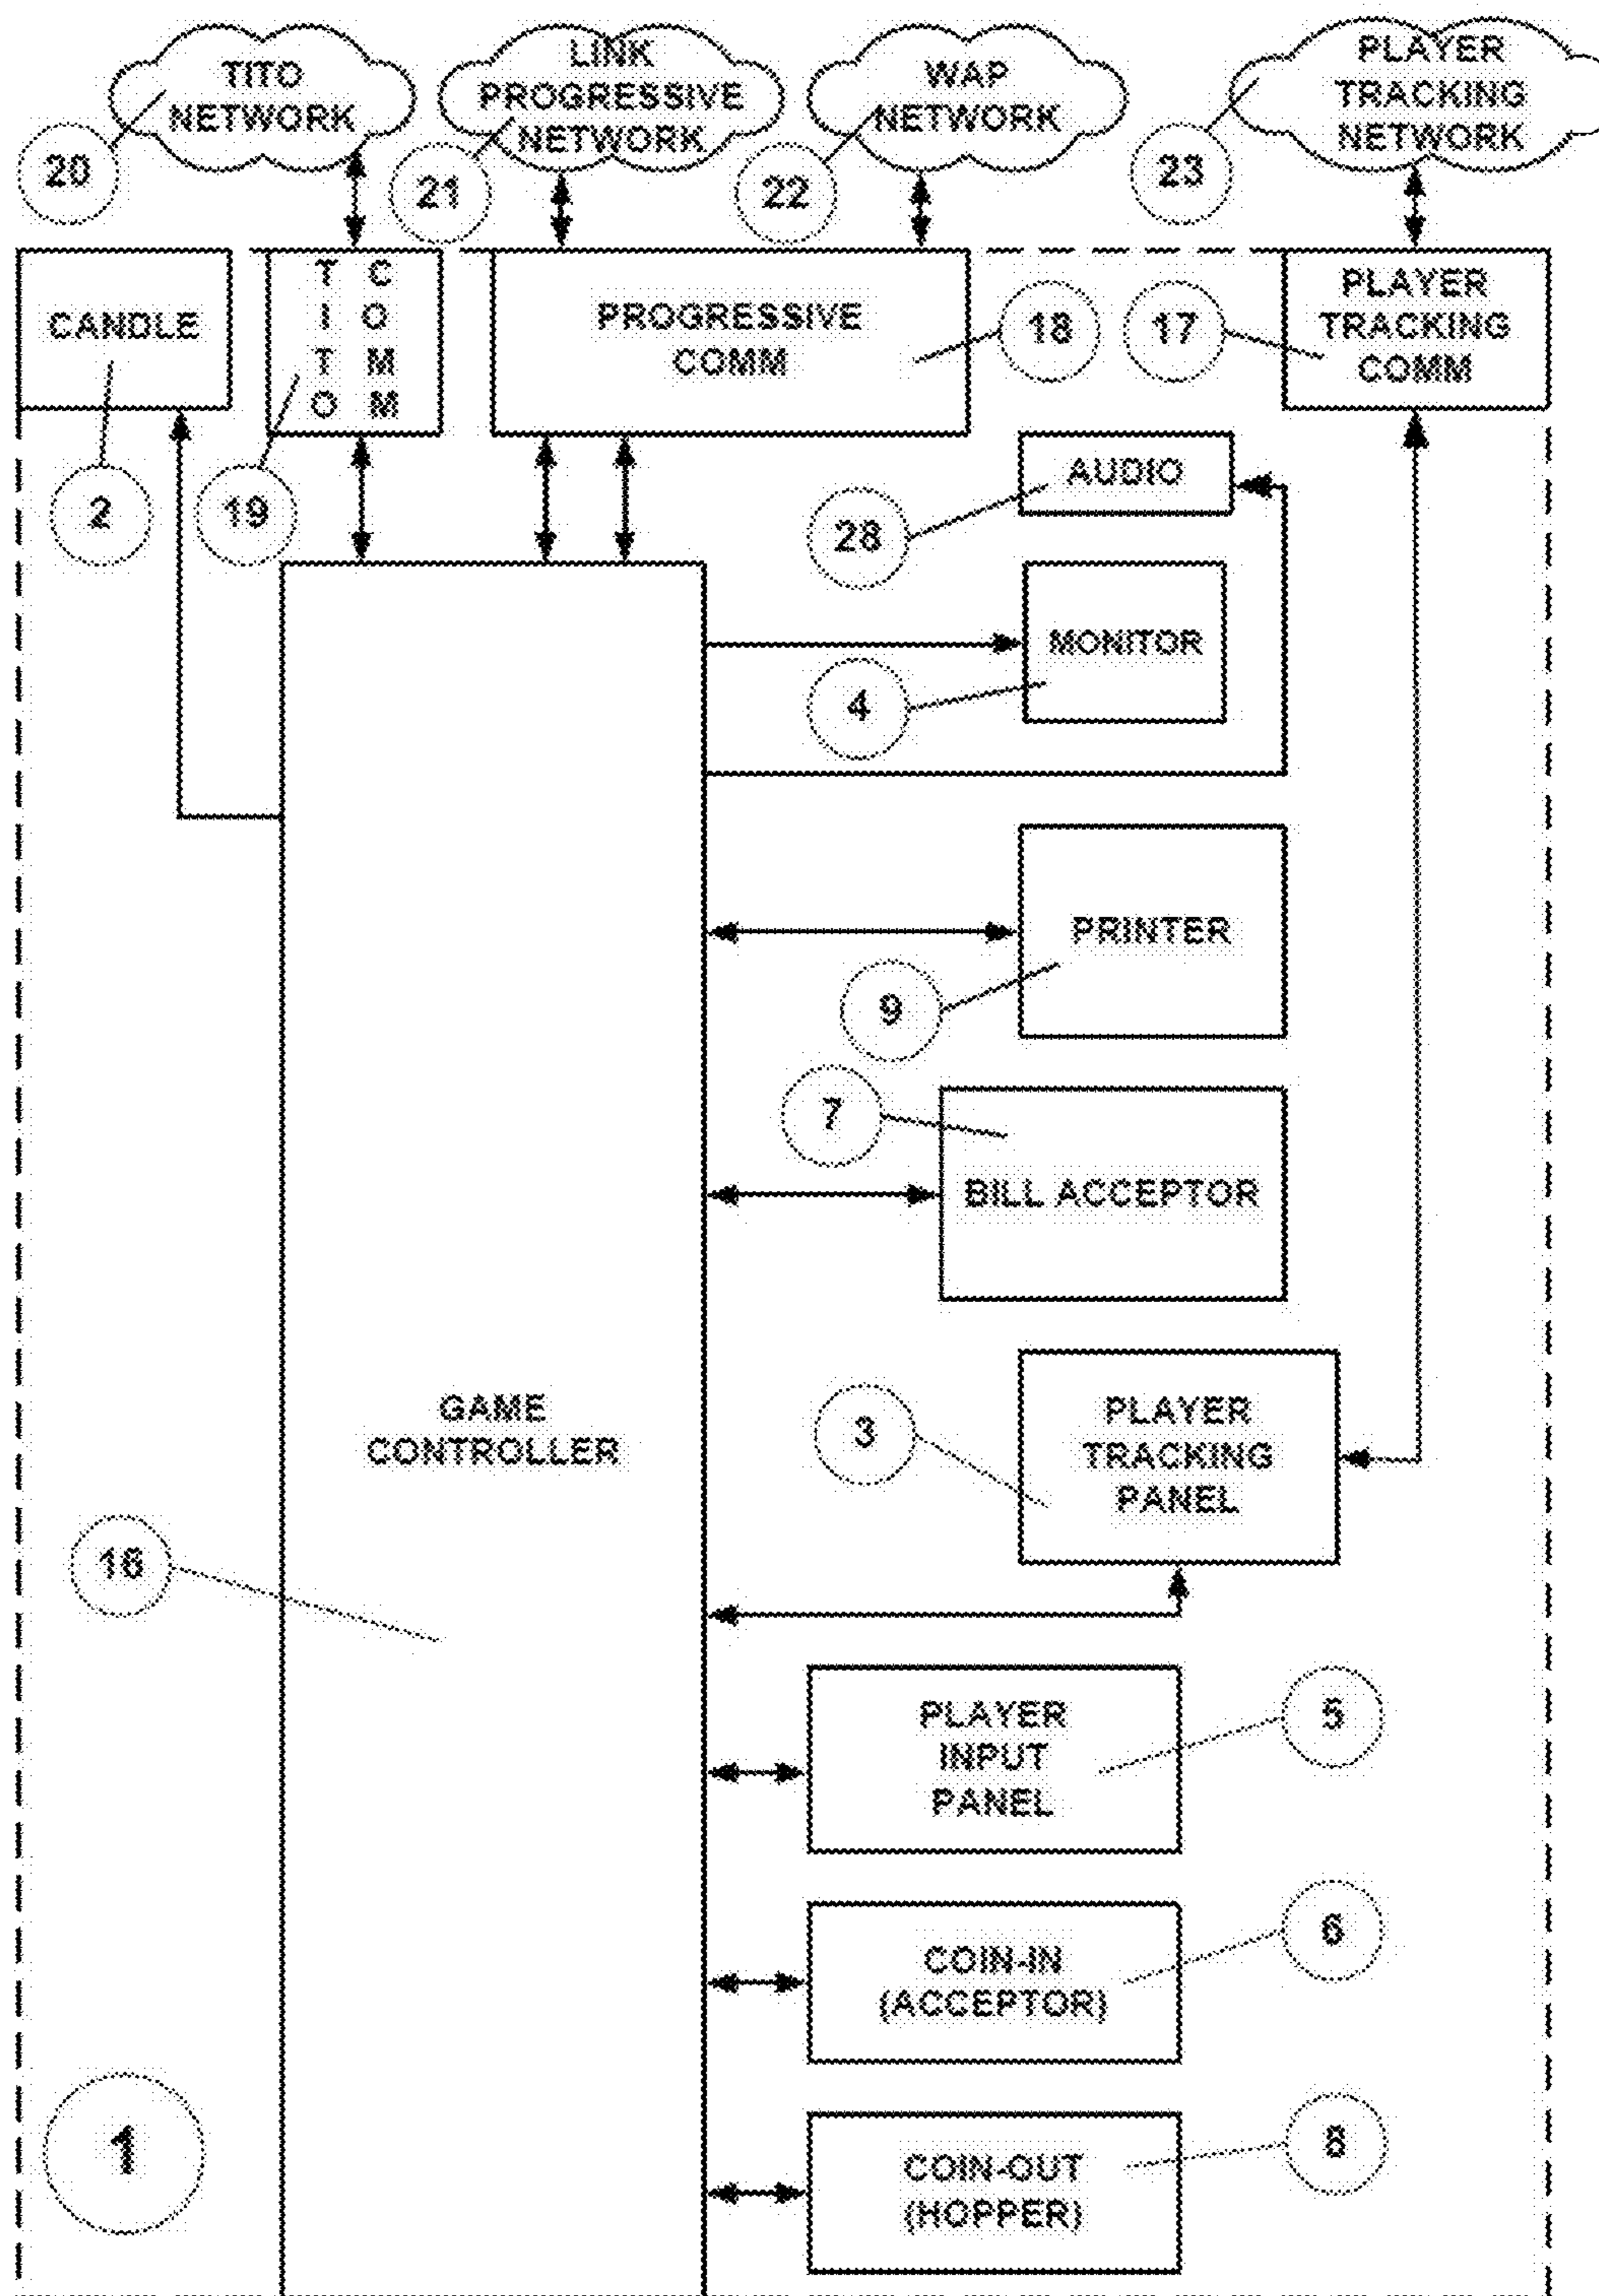 TITO
NETWORK
LINK
PROGRESSIVE
NETWORK
WAP
NETWORK
PLAYER
TRACKING
NETWORK
20
21
22
23
CANDLE
TITO
COMM
PROGRESSIVE
COMM
18
17
PLAYER
TRACKING
COMM
2
19
28
AUDIO
MONITOR
4
PRINTER
9
7
BILL ACCEPTOR
GAME
CONTROLLER
3
PLAYER
TRACKING
PANEL
16
PLAYER
INPUT
PANEL
5
COIN-IN
(ACCEPTOR)
6
1
COIN-OUT
(HOPPER)
8